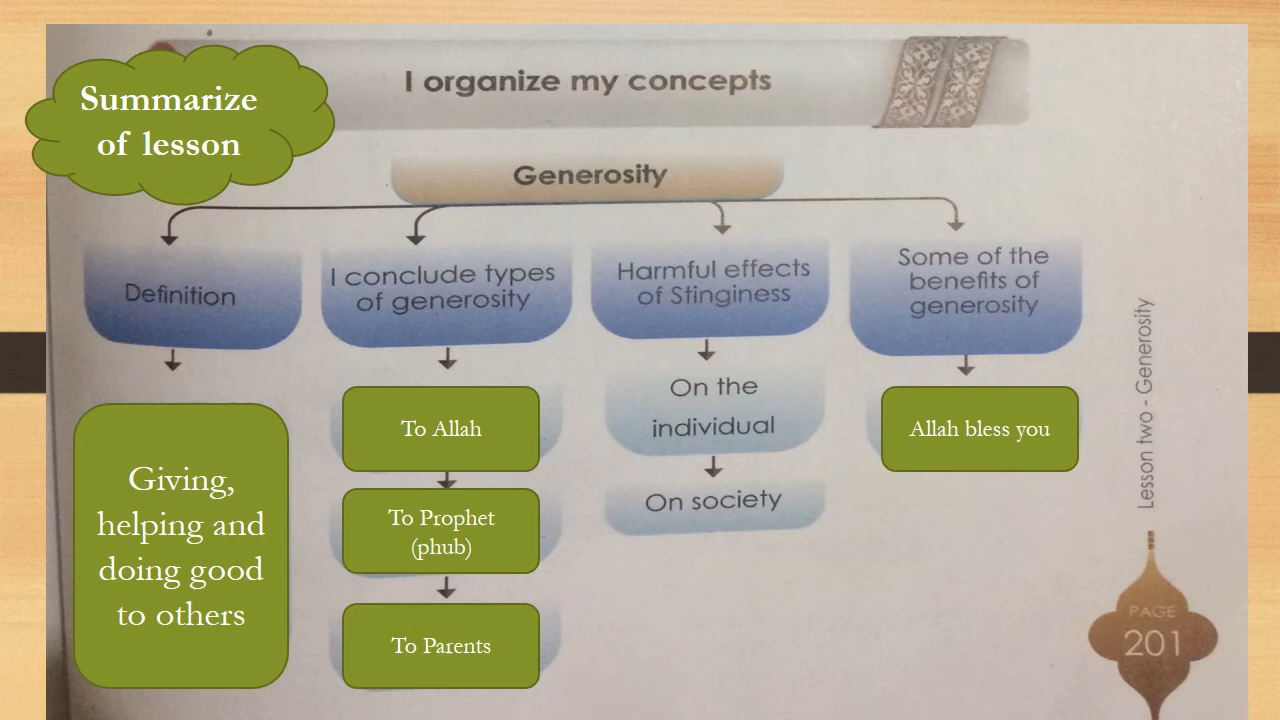 Summarize
of lesson
I organize my concepts
Generosity
Definition
I conclude types
of generosity
Harmful effects
of Stinginess
Some of the
benefits of
generosity
Giving,
helping and
doing good
to others
To Allah
To Prophet
(phub)
To Parents
On the
individual
On society
Allah bless you
Lesson two - Generosity
PAGE
201